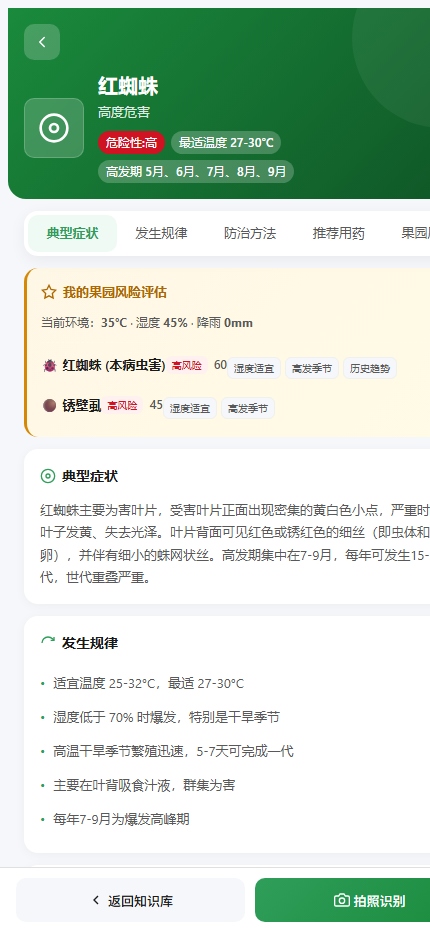 红蜘蛛
高度危害
危险性:高
最适温度 27-30°C
高发期 5月、6月、7月、8月、9月
典型症状
发生规律
防治方法
推荐用药
果园
我的果园风险评估
当前环境：35°C · 湿度 45% · 降雨 0mm
红蜘蛛 (本病虫害) 高风险 60 湿度适宜 高发季节 历史趋势
锈壁虱 高风险 45 湿度适宜 高发季节
典型症状
红蜘蛛主要为害叶片，受害叶片正面出现密集的黄白色小点，严重时
叶子发黄、失去光泽。叶片背面可见红色或锈红色的细丝（即虫体和
卵），并伴有细小的蛛网状丝。高发期集中在7-9月，每年可发生15-
代，世代重叠严重。
发生规律
• 适宜温度 25-32°C，最适 27-30°C
• 湿度低于 70% 时爆发，特别是干旱季节
• 高温干旱季节繁殖迅速，5-7天可完成一代
• 主要在叶背吸食汁液，群集为害
• 每年7-9月为爆发高峰期
返回知识库
拍照识别